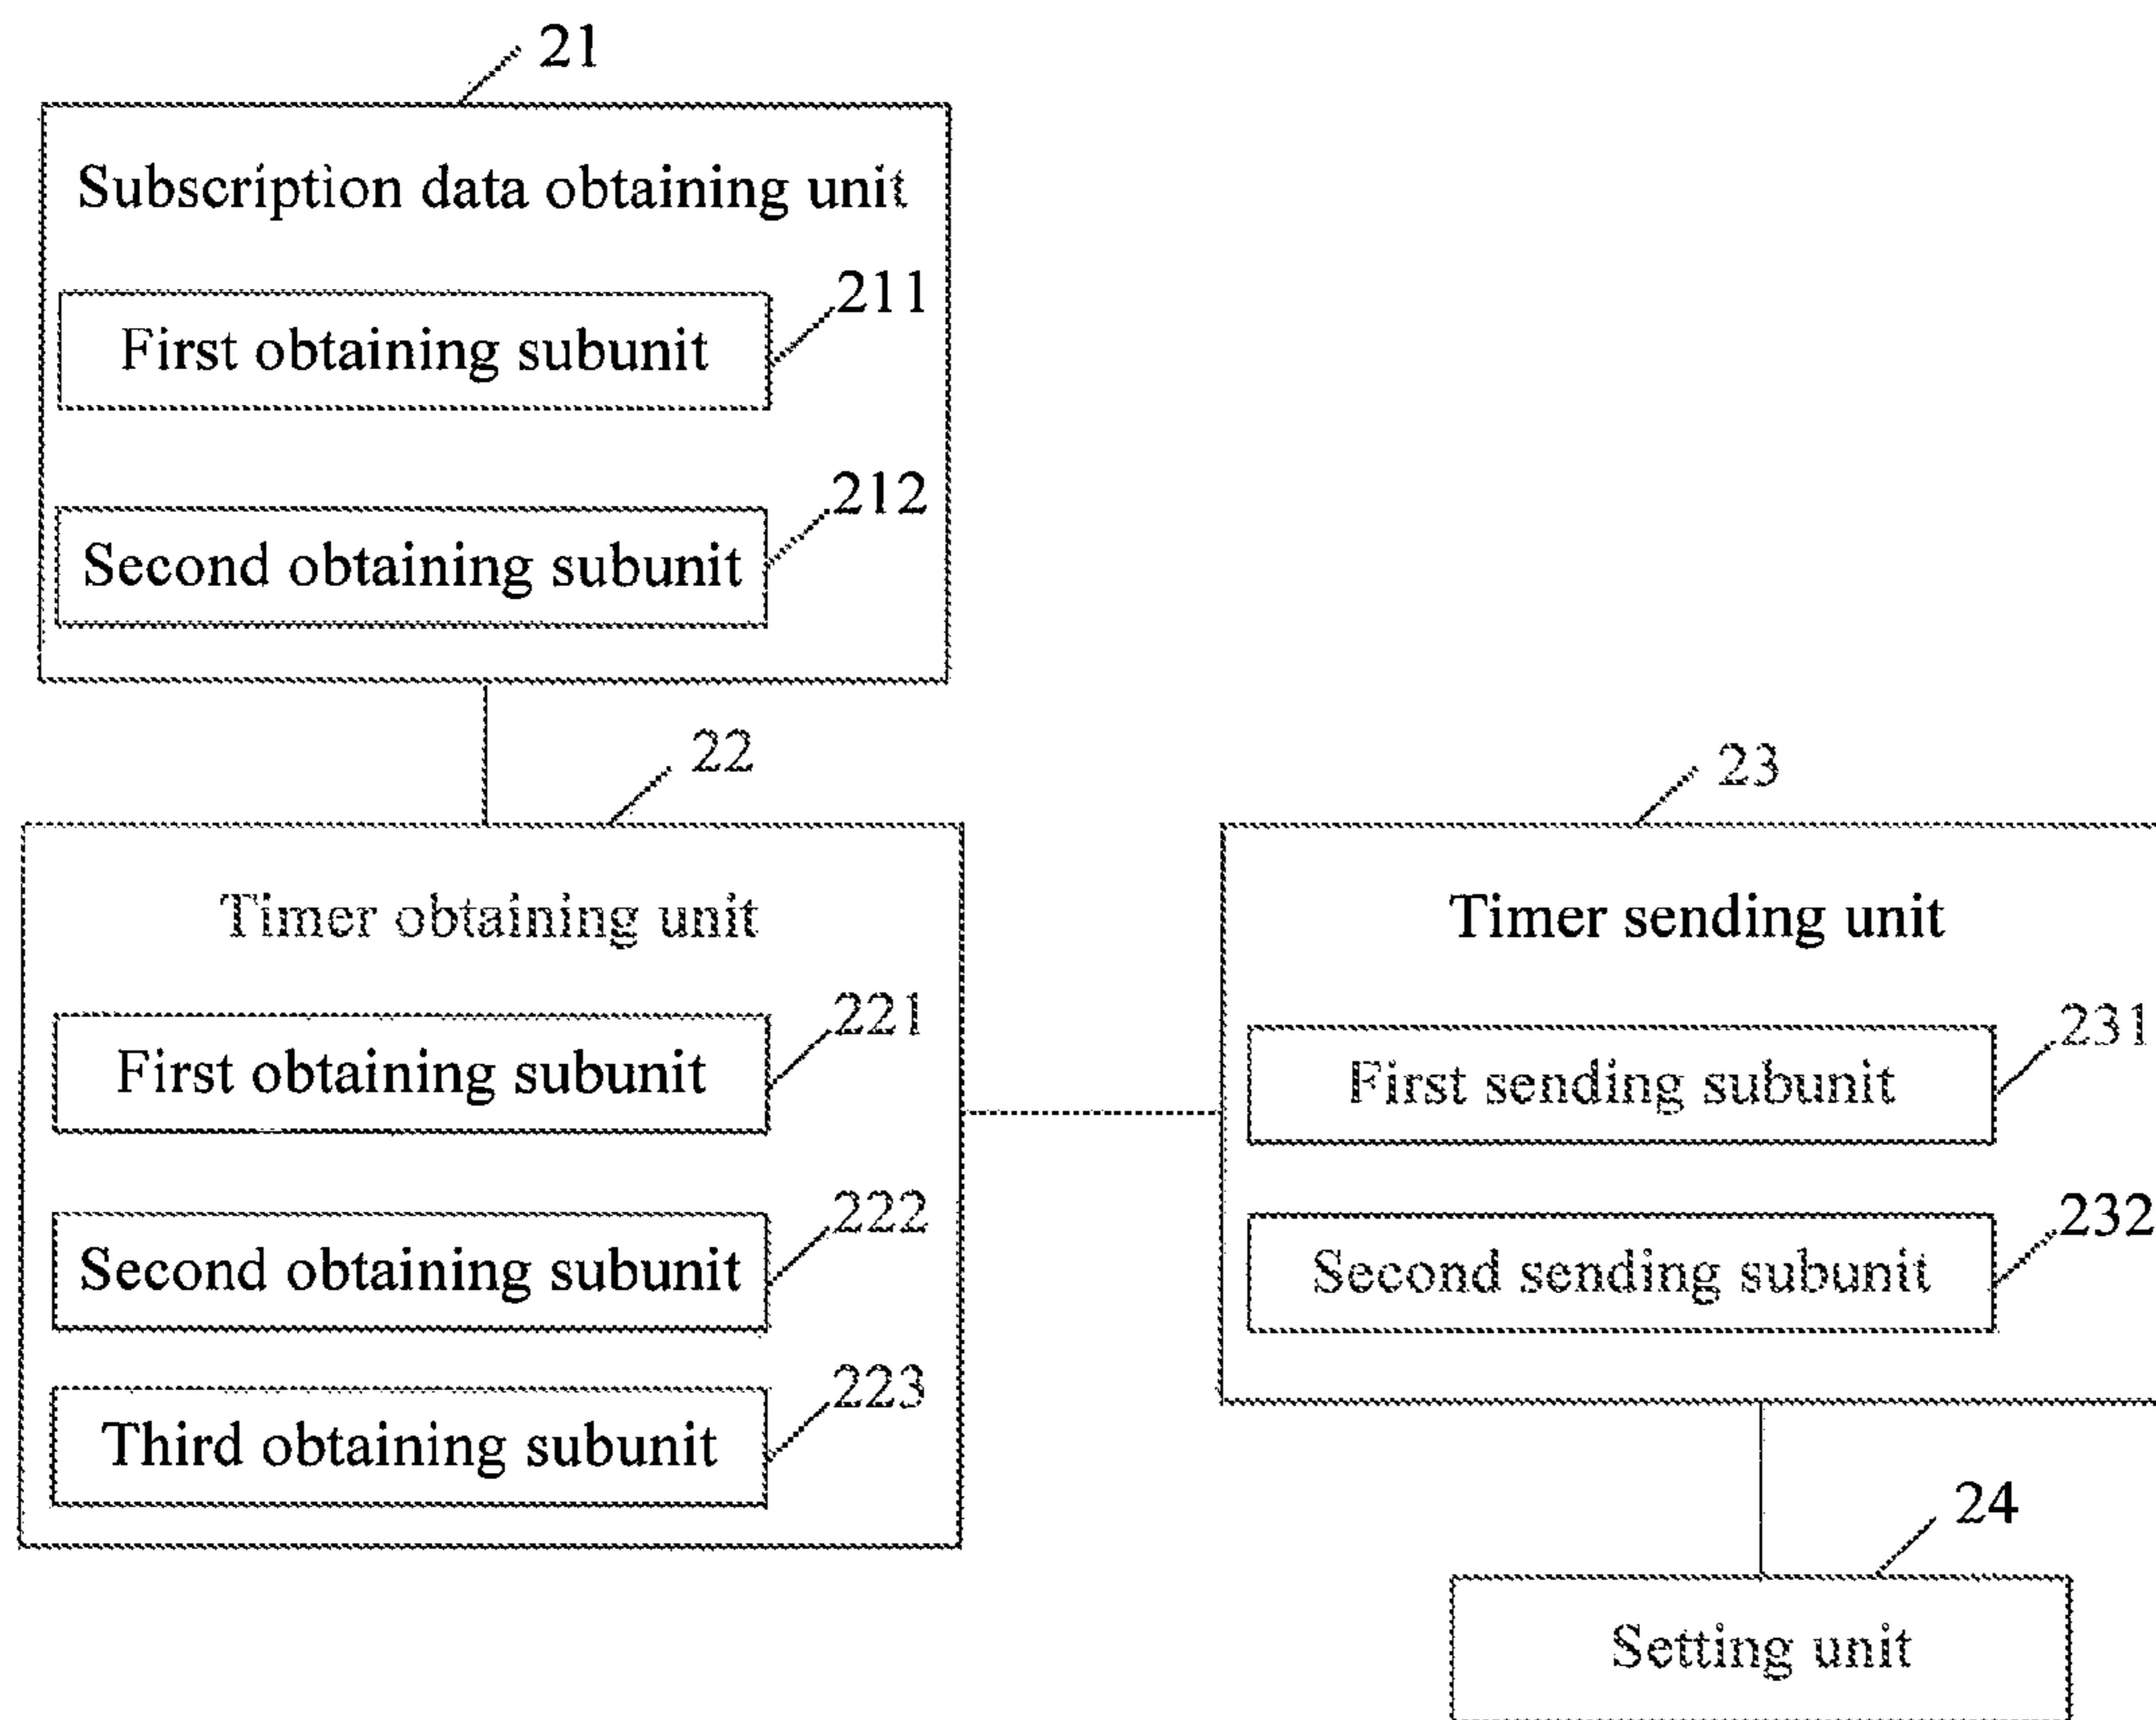 21
Subscription data obtaining unit
211
First obtaining subunit
212
Second obtaining subunit
22
Timer obtaining unit
221
First obtaining subunit
222
Second obtaining subunit
223
Third obtaining subunit
23
Timer sending unit
231
First sending subunit
232
Second sending subunit
24
Setting unit